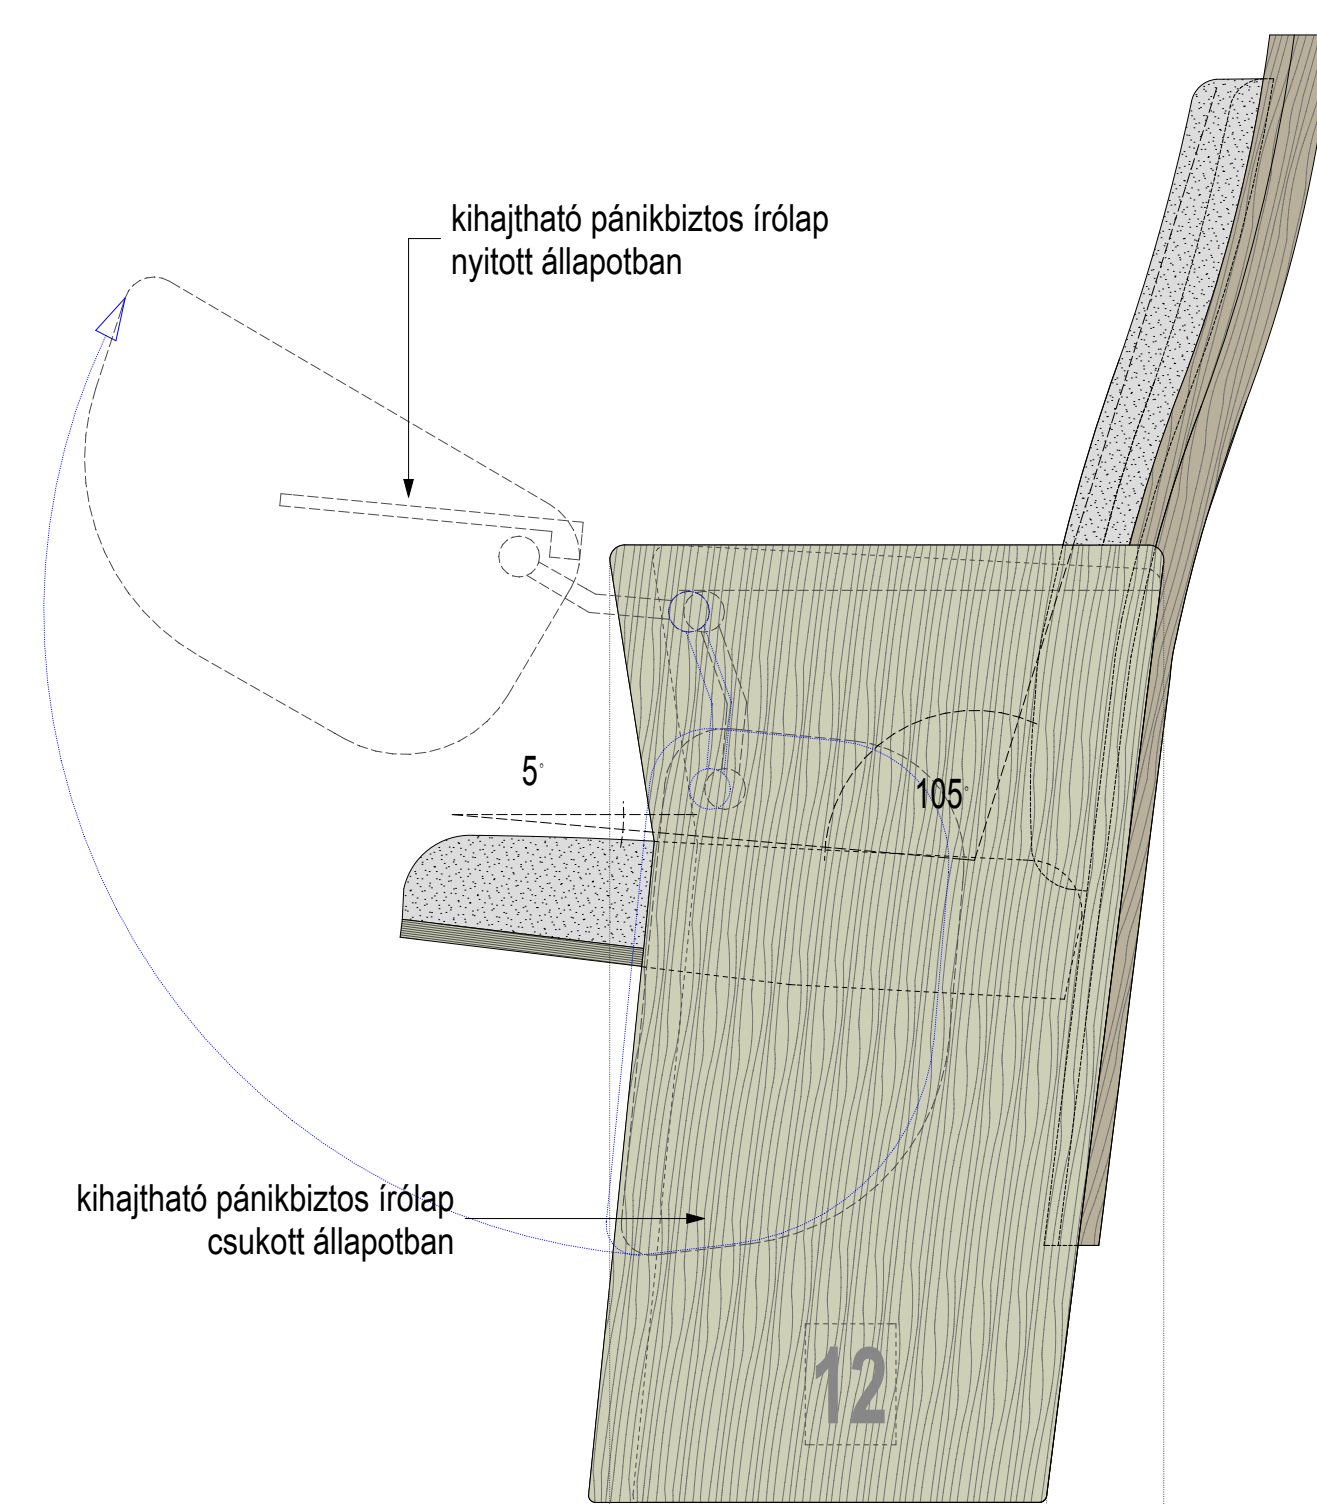 kihajtható pánikbiztos írólap
nyitott állapotban
5°
105°
kihajtható pánikbiztos írólap
csukott állapotban
12